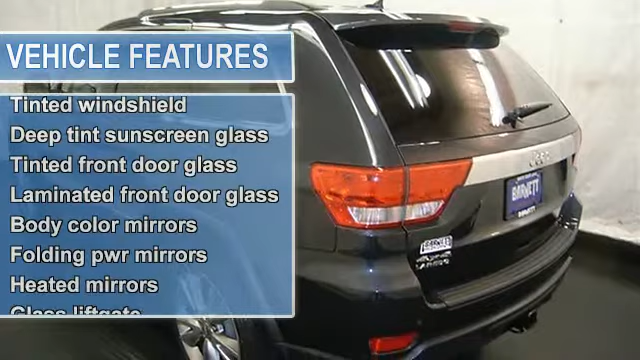 VEHICLE FEATURES
Tinted windshield
Deep tint sunscreen glass
Tinted front door glass
Laminated front door glass
Body color mirrors
Folding pwr mirrors
Heated mirrors
Glass liftgate
Jeep
BARNETT